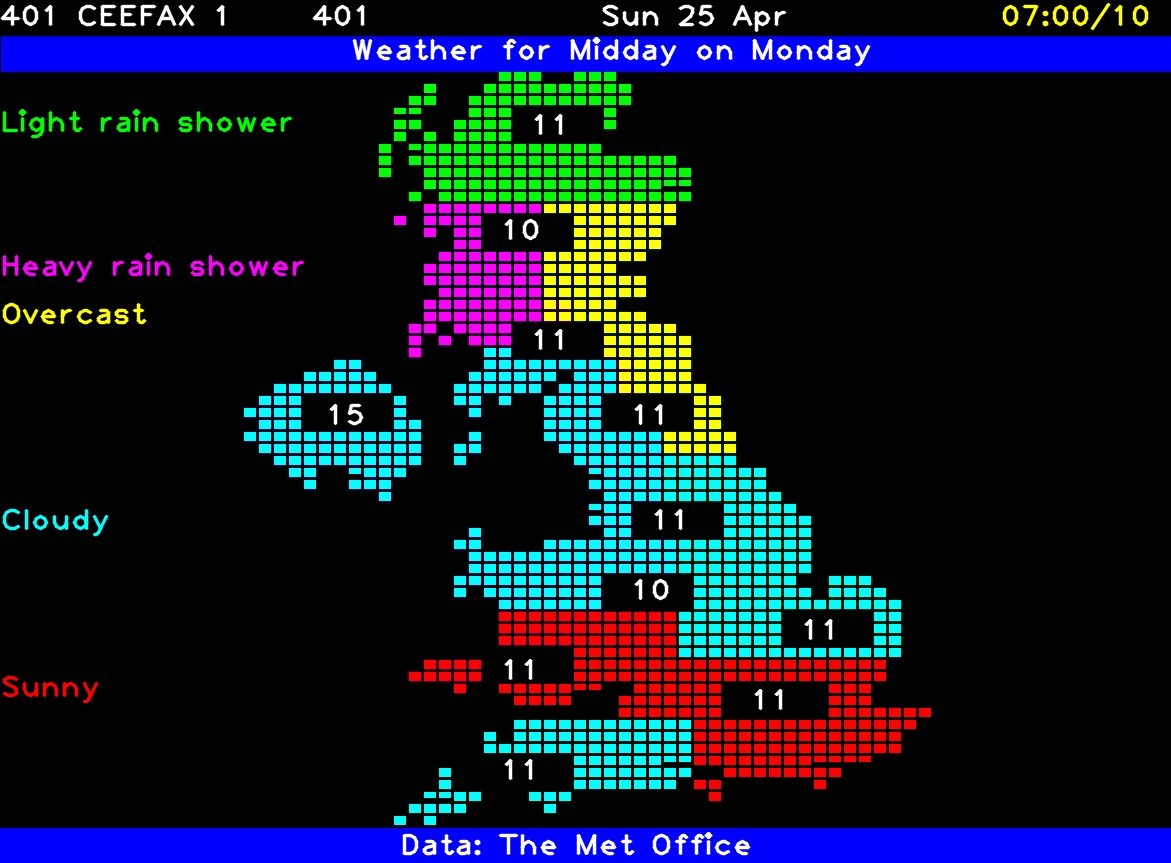 401 CEEFAX 1 401 Sun 25 Apr 07:00/10
Weather for Midday on Monday
Light rain shower
11
10
Heavy rain shower
Overcast
11
15
11
Cloudy
11
10
11
11
Sunny
11
11
Data: The Met Office